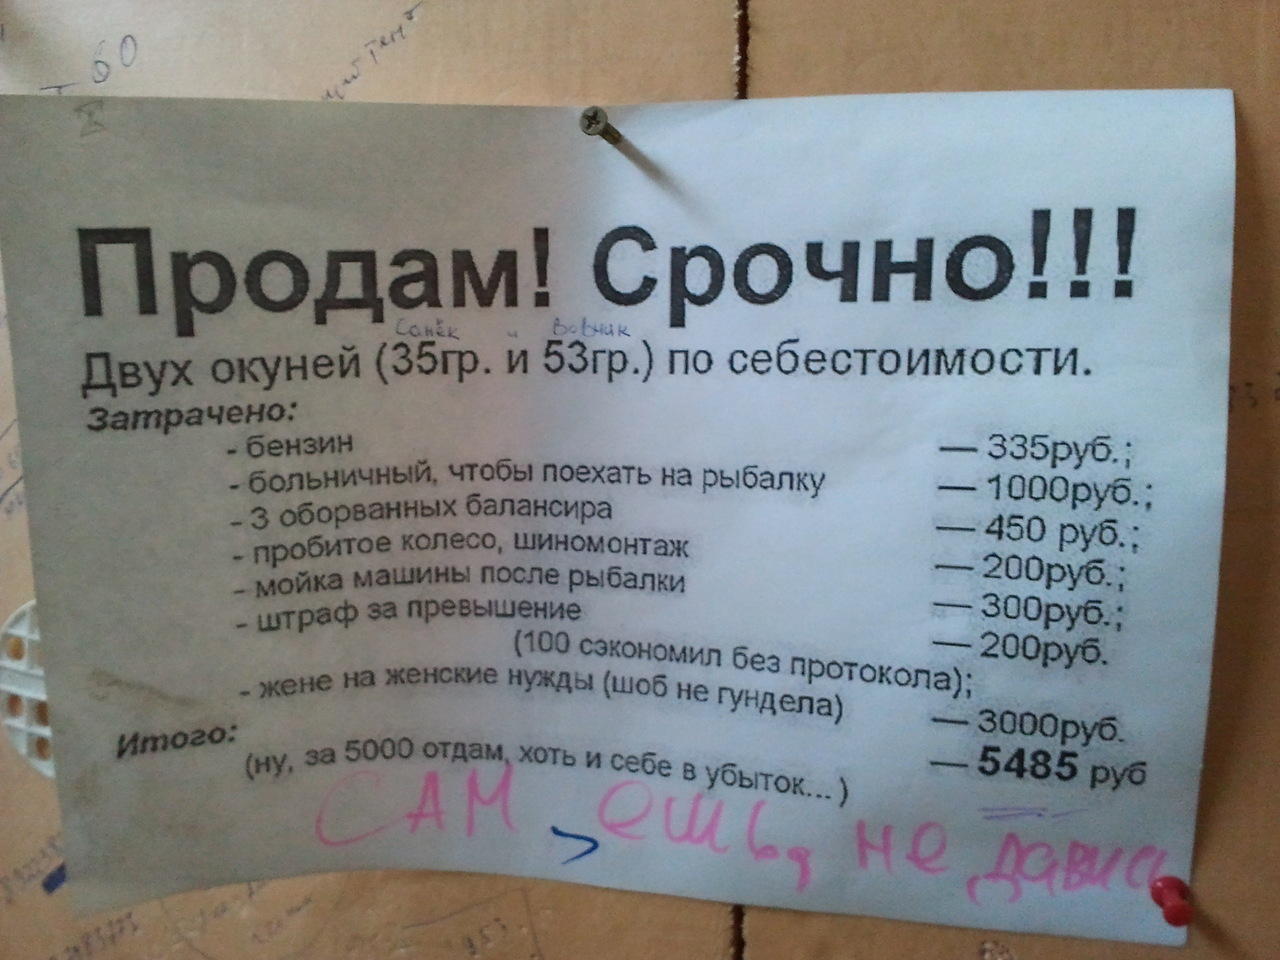 60
Продам! Срочно!!!
Санёк и Вовчик
Двух окуней (35гр. и 53гр.) по себестоимости.
Затрачено:
- бензин — 335руб.;
- больничный, чтобы поехать на рыбалку — 1000руб.;
- 3 оборванных балансира — 450 руб.;
- пробитое колесо, шиномонтаж — 200руб.;
- мойка машины после рыбалки — 300руб.;
- штраф за превышение — 200руб.
(100 сэкономил без протокола);
- жене на женские нужды (шоб не гундела) — 3000руб.
Итого: — 5485 руб
(ну, за 5000 отдам, хоть и себе в убыток...)
САМ ешь, не давись